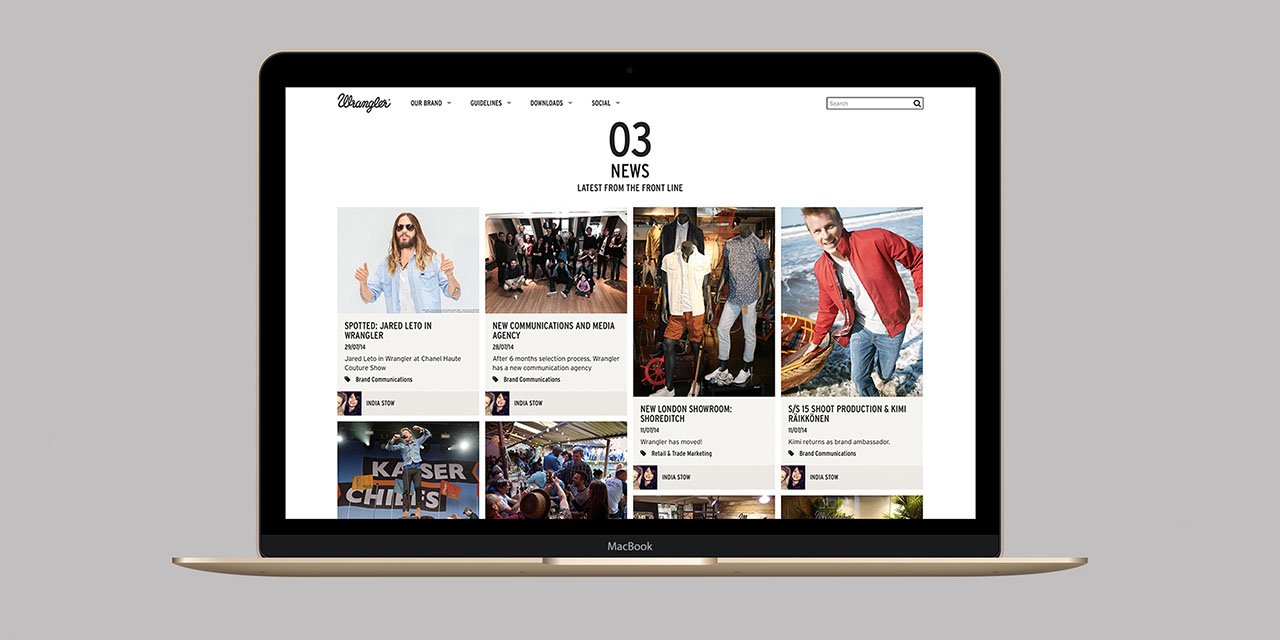 Wrangler
OUR BRAND GUIDELINES DOWNLOADS SOCIAL
Search
03
NEWS
LATEST FROM THE FRONT LINE
SPOTTED: JARED LETO IN
WRANGLER
29/07/14
Jared Leto in Wrangler at Chanel Haute
Couture Show
Brand Communications
INDIA STOW
NEW COMMUNICATIONS AND MEDIA
AGENCY
28/07/14
After 6 months selection process, Wrangler
has a new communication agency
Brand Communications
INDIA STOW
NEW LONDON SHOWROOM:
SHOREDITCH
11/07/14
Wrangler has moved!
Retail & Trade Marketing
INDIA STOW
S/S 15 SHOOT PRODUCTION & KIMI
RÄIKKÖNEN
11/07/14
Kimi returns as brand ambassador.
Brand Communications
INDIA STOW
KAISER
CHIEFS
MacBook